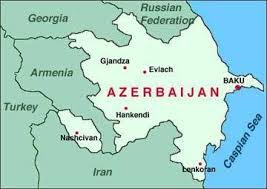 Georgia
Russian
Federation
Gjandza
Evlach
Armenia
BAKU
AZERBAIJAN
Turkey
Hankendi
Nachcivan
Caspian Sea
Lenkoran
Iran